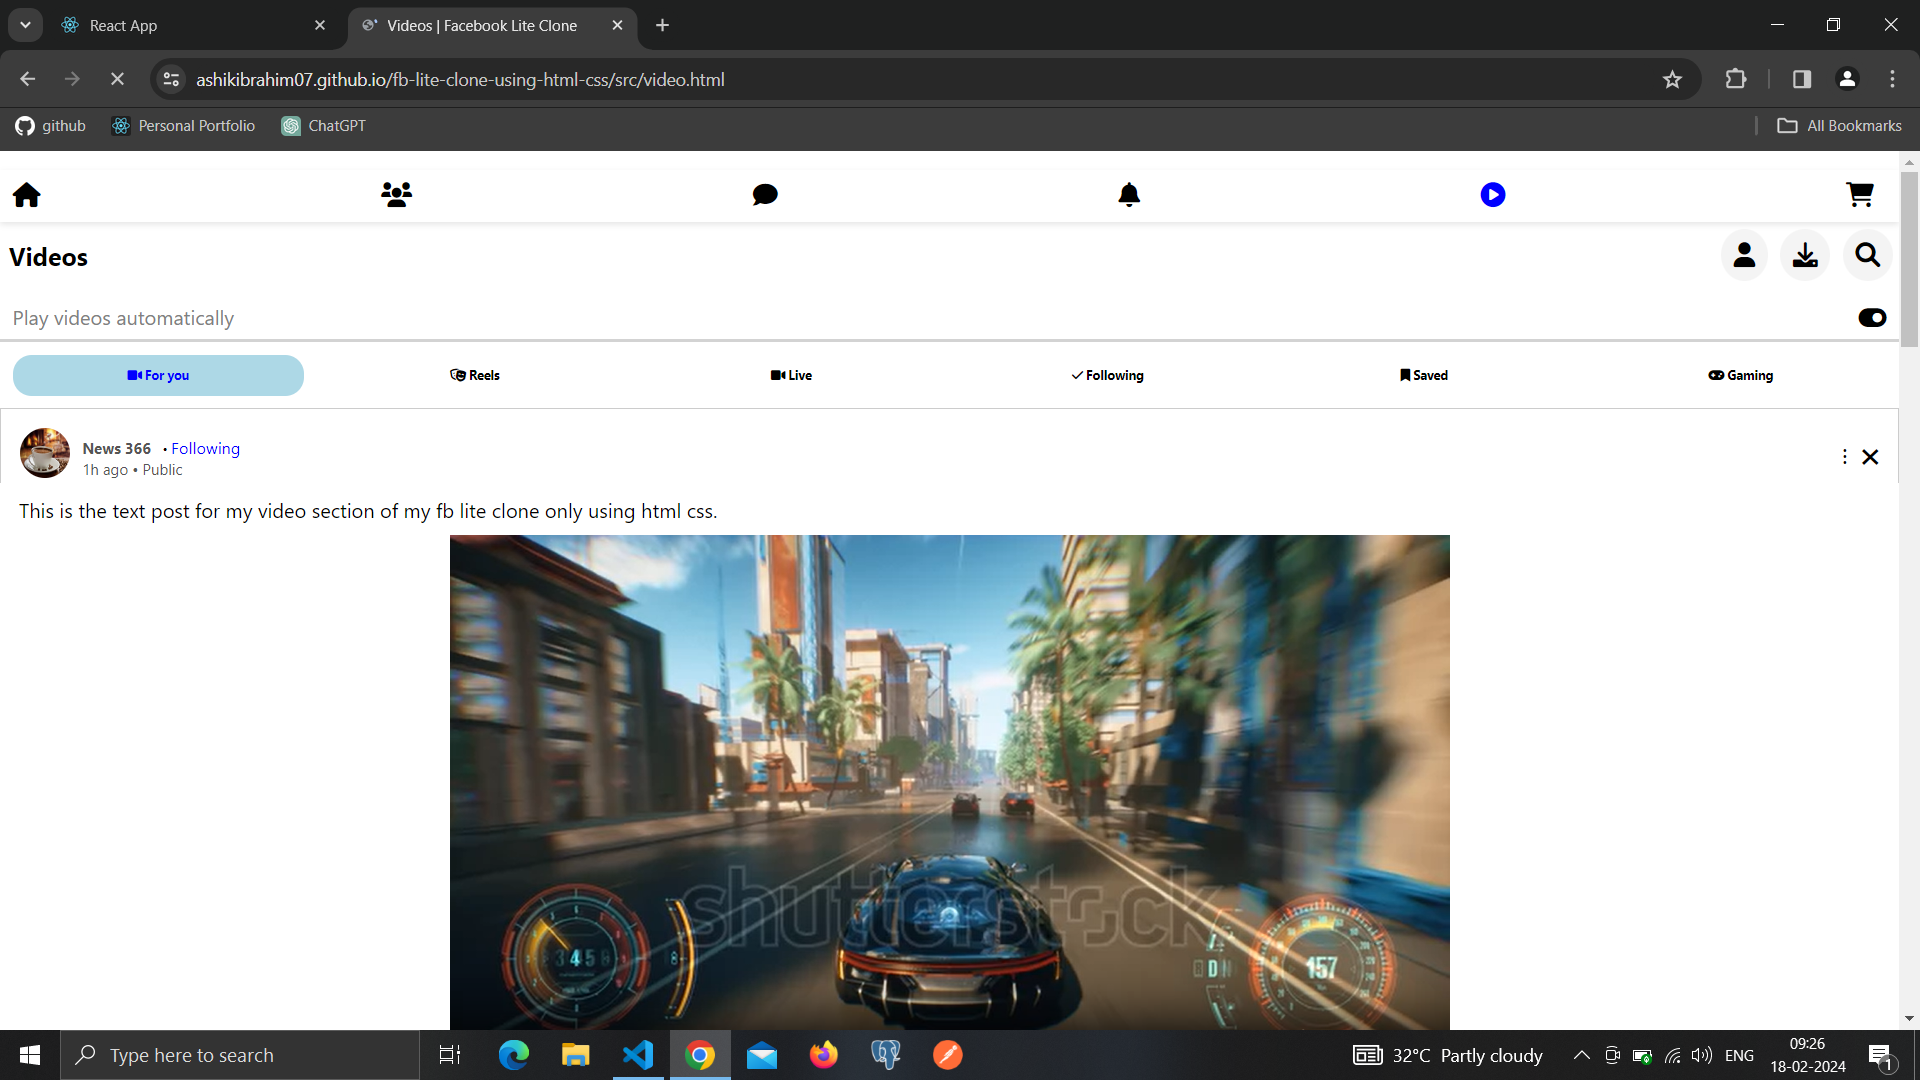 React App
Videos | Facebook Lite Clone
ashikibrahim07.github.io/fb-lite-clone-using-html-css/src/video.html
github
Personal Portfolio
ChatGPT
All Bookmarks
Videos
Play videos automatically
For you
Reels
Live
Following
Saved
Gaming
News 366 • Following
1h ago • Public
This is the text post for my video section of my fb lite clone only using html css.
shutterstock
345
157
Type here to search
32°C Partly cloudy
ENG
09:26
18-02-2024
1